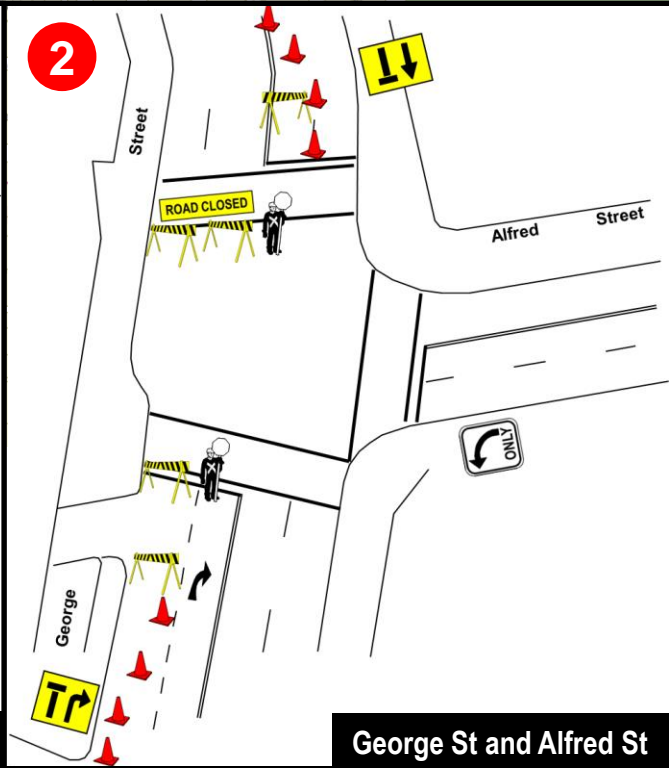 2
Street
ROAD CLOSED
Alfred Street
ONLY
George
George St and Alfred St